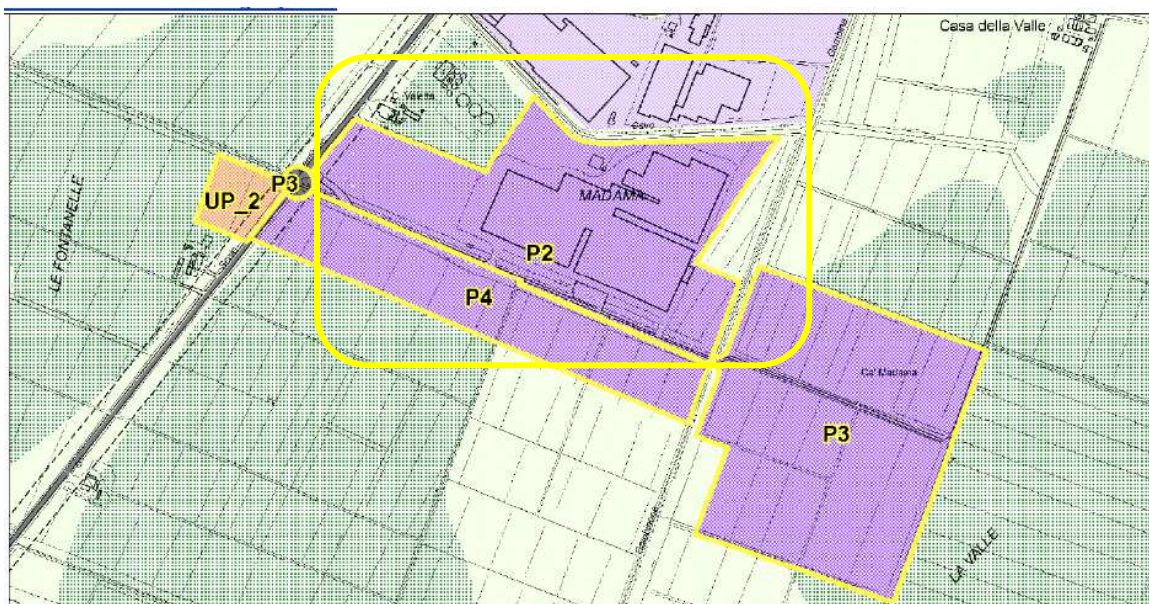 Casa della Valle
P3
UP_2
LE FONTANELLE
MADAMA
P2
P4
Ca' Madama
P3
LA VALLE